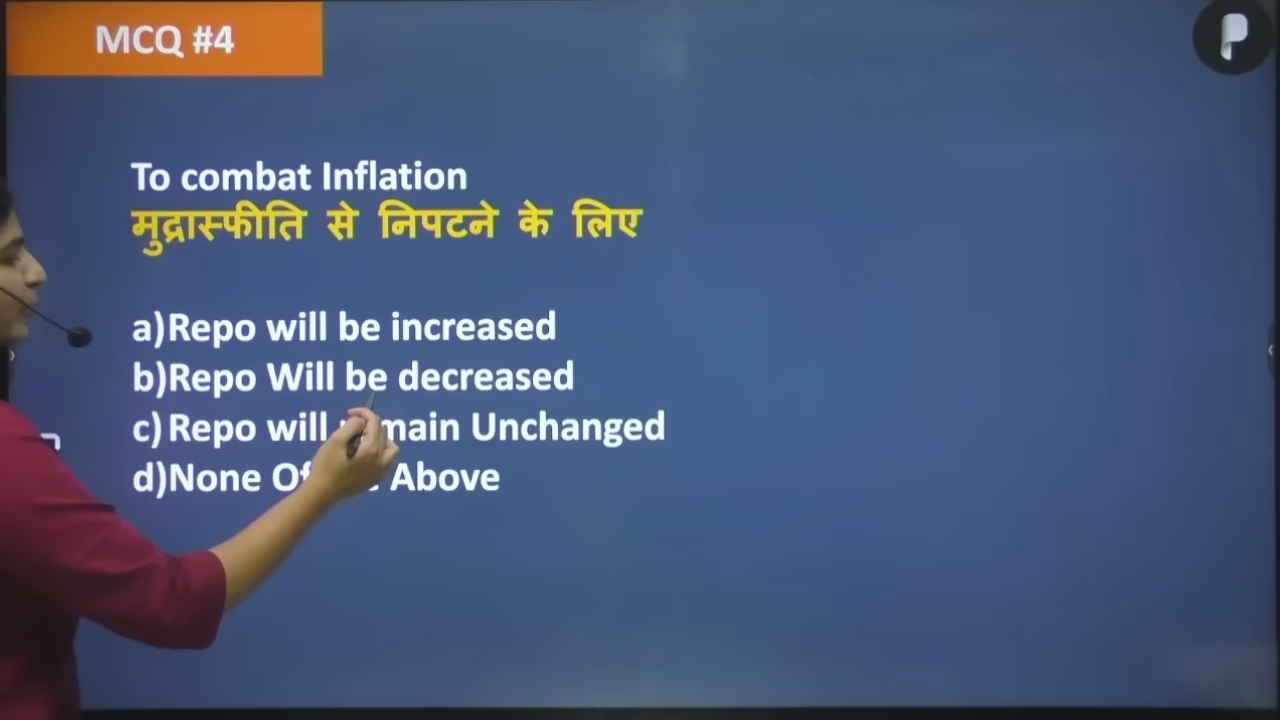 MCQ #4
To combat Inflation
मुद्रास्फीति से निपटने के लिए
a)Repo will be increased
b)Repo Will be decreased
c) Repo will Unchanged
d)None Above